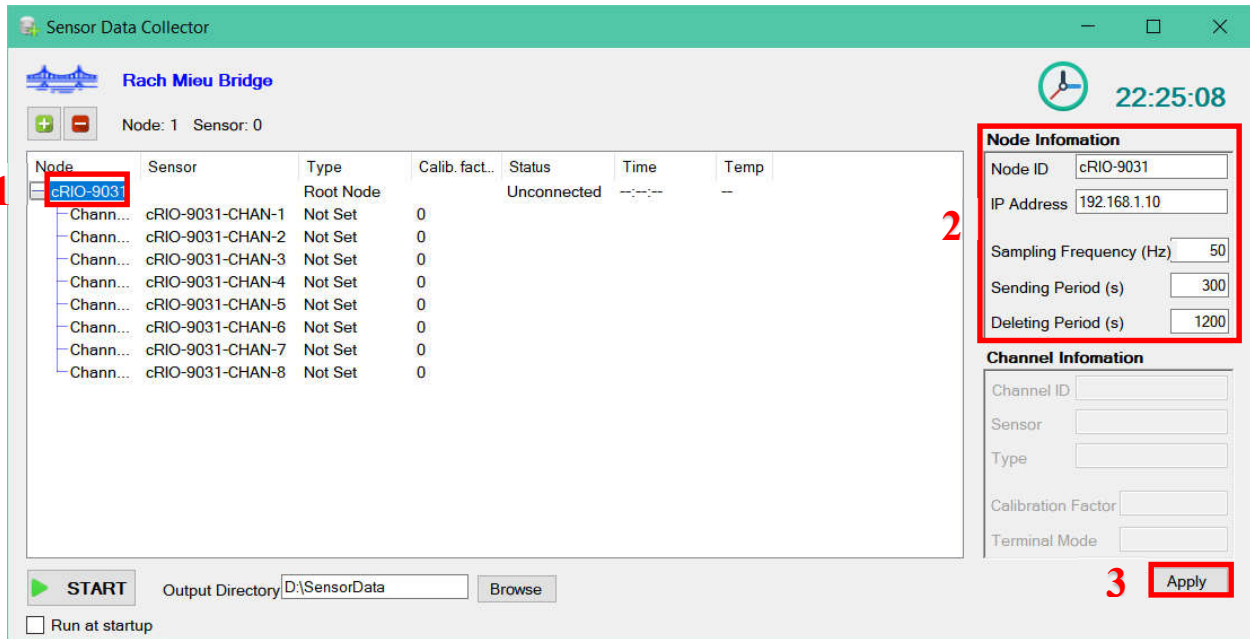 Sensor Data Collector
Rach Mieu Bridge
22:25:08
Node: 1 Sensor: 0
Node Sensor Type Calib. fact... Status Time Temp
1
cRIO-9031 Root Node Unconnected --:--:-- --
Chann... cRIO-9031-CHAN-1 Not Set 0
Chann... cRIO-9031-CHAN-2 Not Set 0
Chann... cRIO-9031-CHAN-3 Not Set 0
Chann... cRIO-9031-CHAN-4 Not Set 0
Chann... cRIO-9031-CHAN-5 Not Set 0
Chann... cRIO-9031-CHAN-6 Not Set 0
Chann... cRIO-9031-CHAN-7 Not Set 0
Chann... cRIO-9031-CHAN-8 Not Set 0
2
Node Infomation
Node ID cRIO-9031
IP Address 192.168.1.10
Sampling Frequency (Hz) 50
Sending Period (s) 300
Deleting Period (s) 1200
Channel Infomation
Channel ID
Sensor
Type
Calibration Factor
Terminal Mode
START Output Directory D:\SensorData Browse
3 Apply
Run at startup